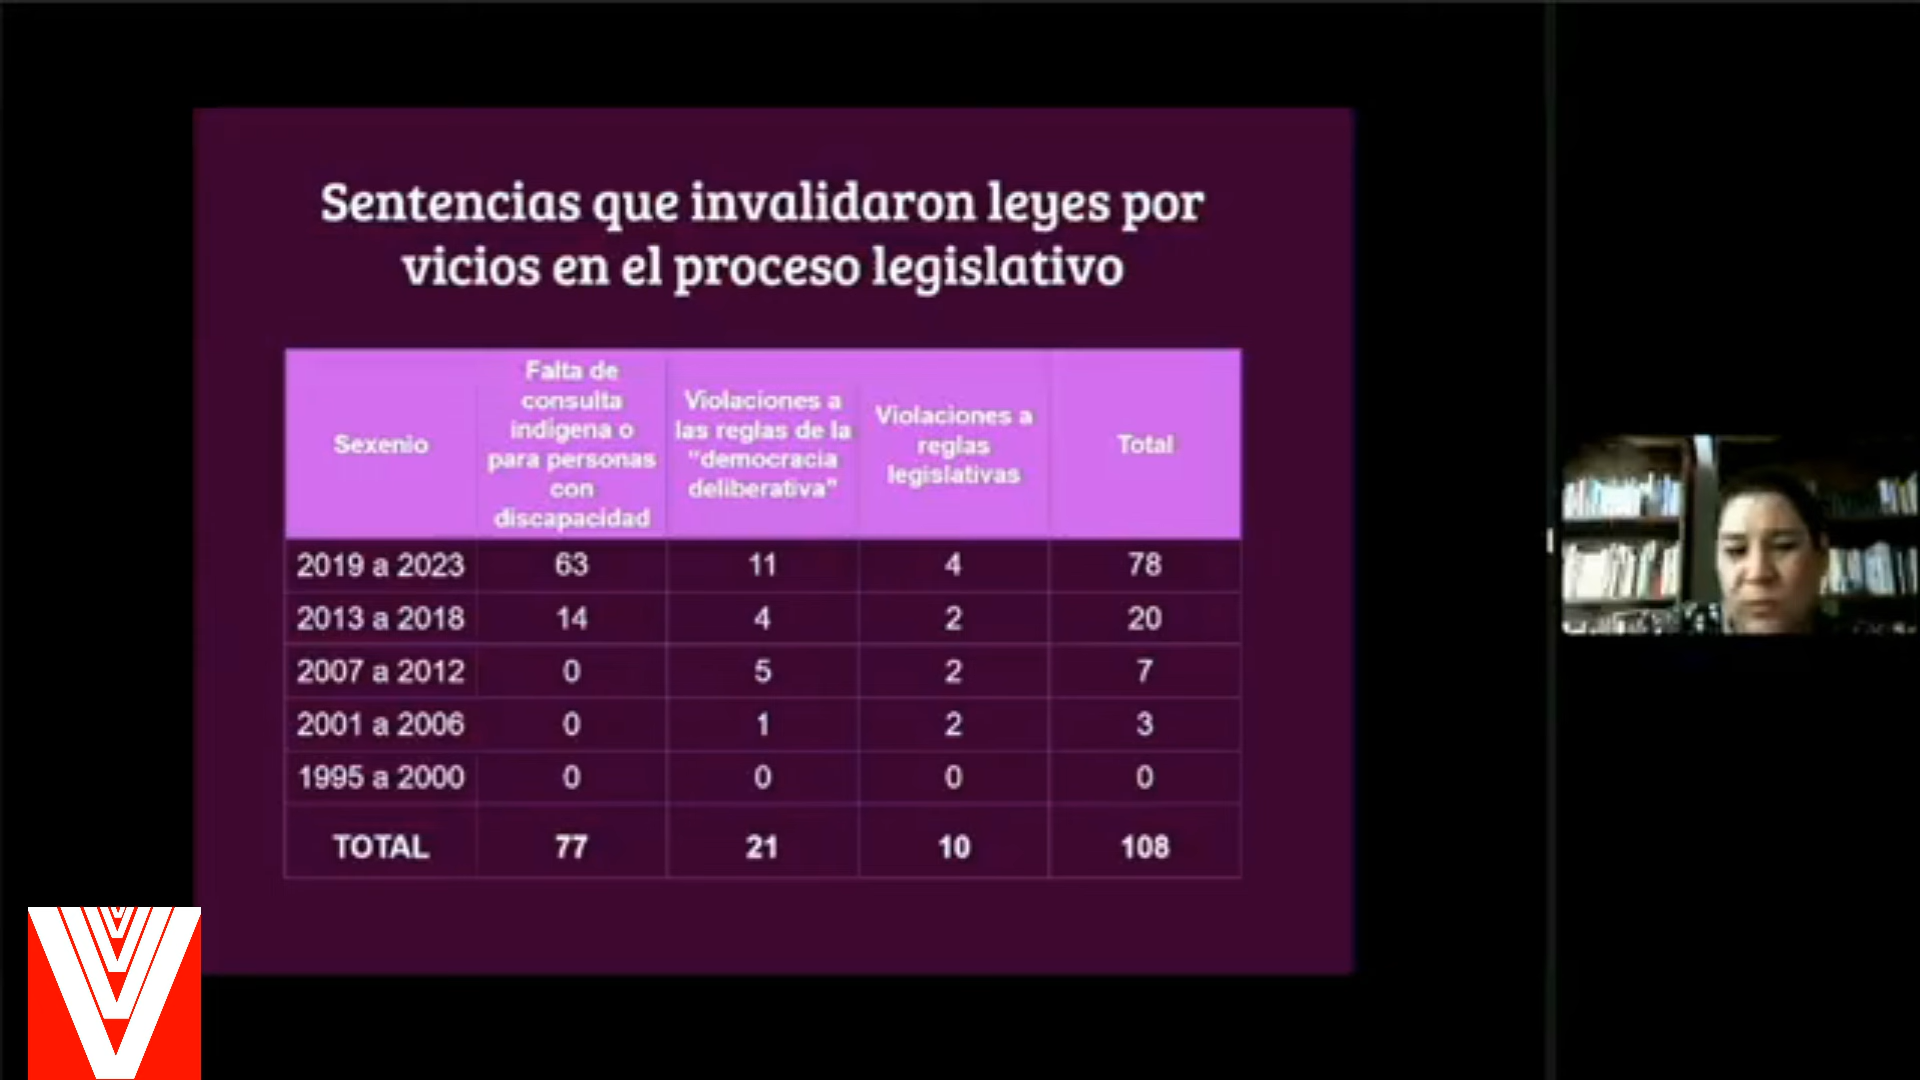 Sentencias que invalidaron leyes por
vicios en el proceso legislativo
Sexenio
Falta de
consulta
indígena o
para personas
con
discapacidad
Violaciones a
las reglas de la
"democracia
deliberativa"
Violaciones a
reglas
legislativas
Total
2019 a 2023 63 11 4 78
2013 a 2018 14 4 2 20
2007 a 2012 0 5 2 7
2001 a 2006 0 1 2 3
1995 a 2000 0 0 0 0
TOTAL 77 21 10 108